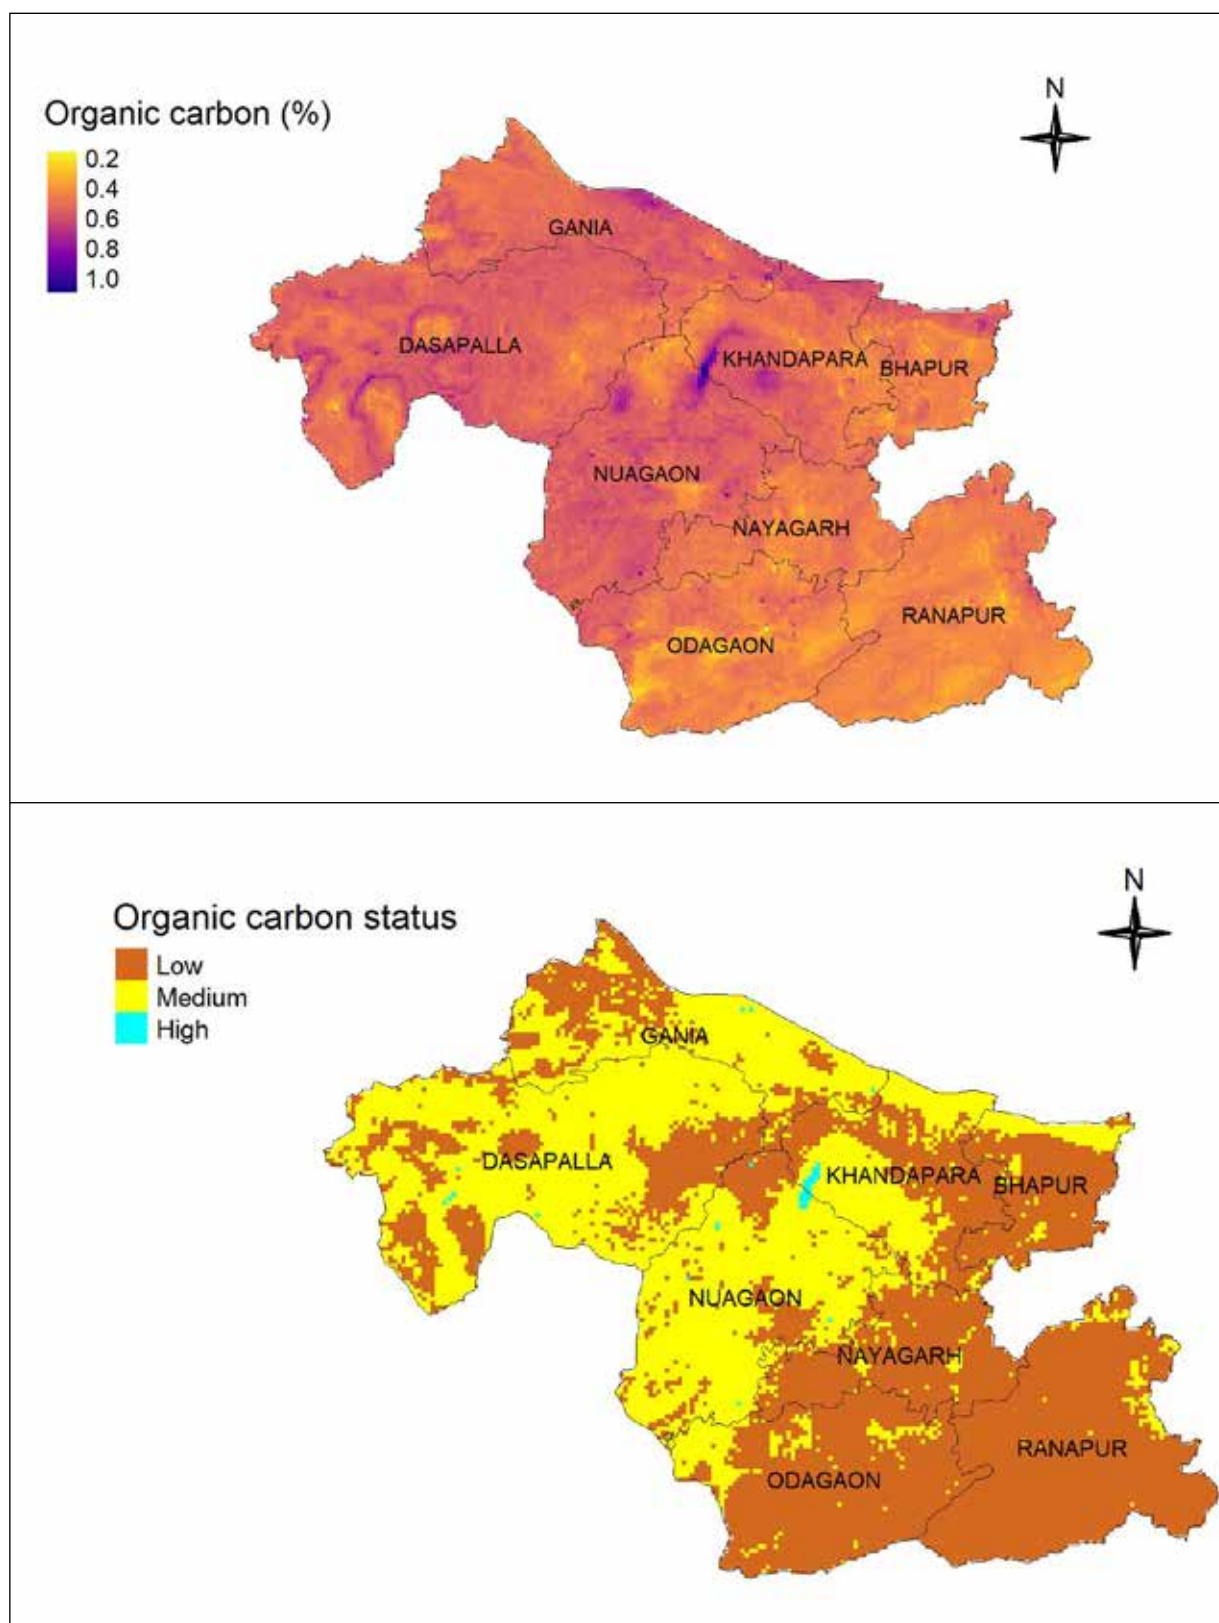 N
Organic carbon (%)
0.2
0.4
0.6
0.8
1.0
GANIA
DASAPALLA
KHANDAPARA
BHAPUR
NUAGAON
NAYAGARH
RANAPUR
ODAGAON
N
Organic carbon status
Low
Medium
High
GANIA
DASAPALLA
KHANDAPARA
BHAPUR
NUAGAON
NAYAGARH
RANAPUR
ODAGAON